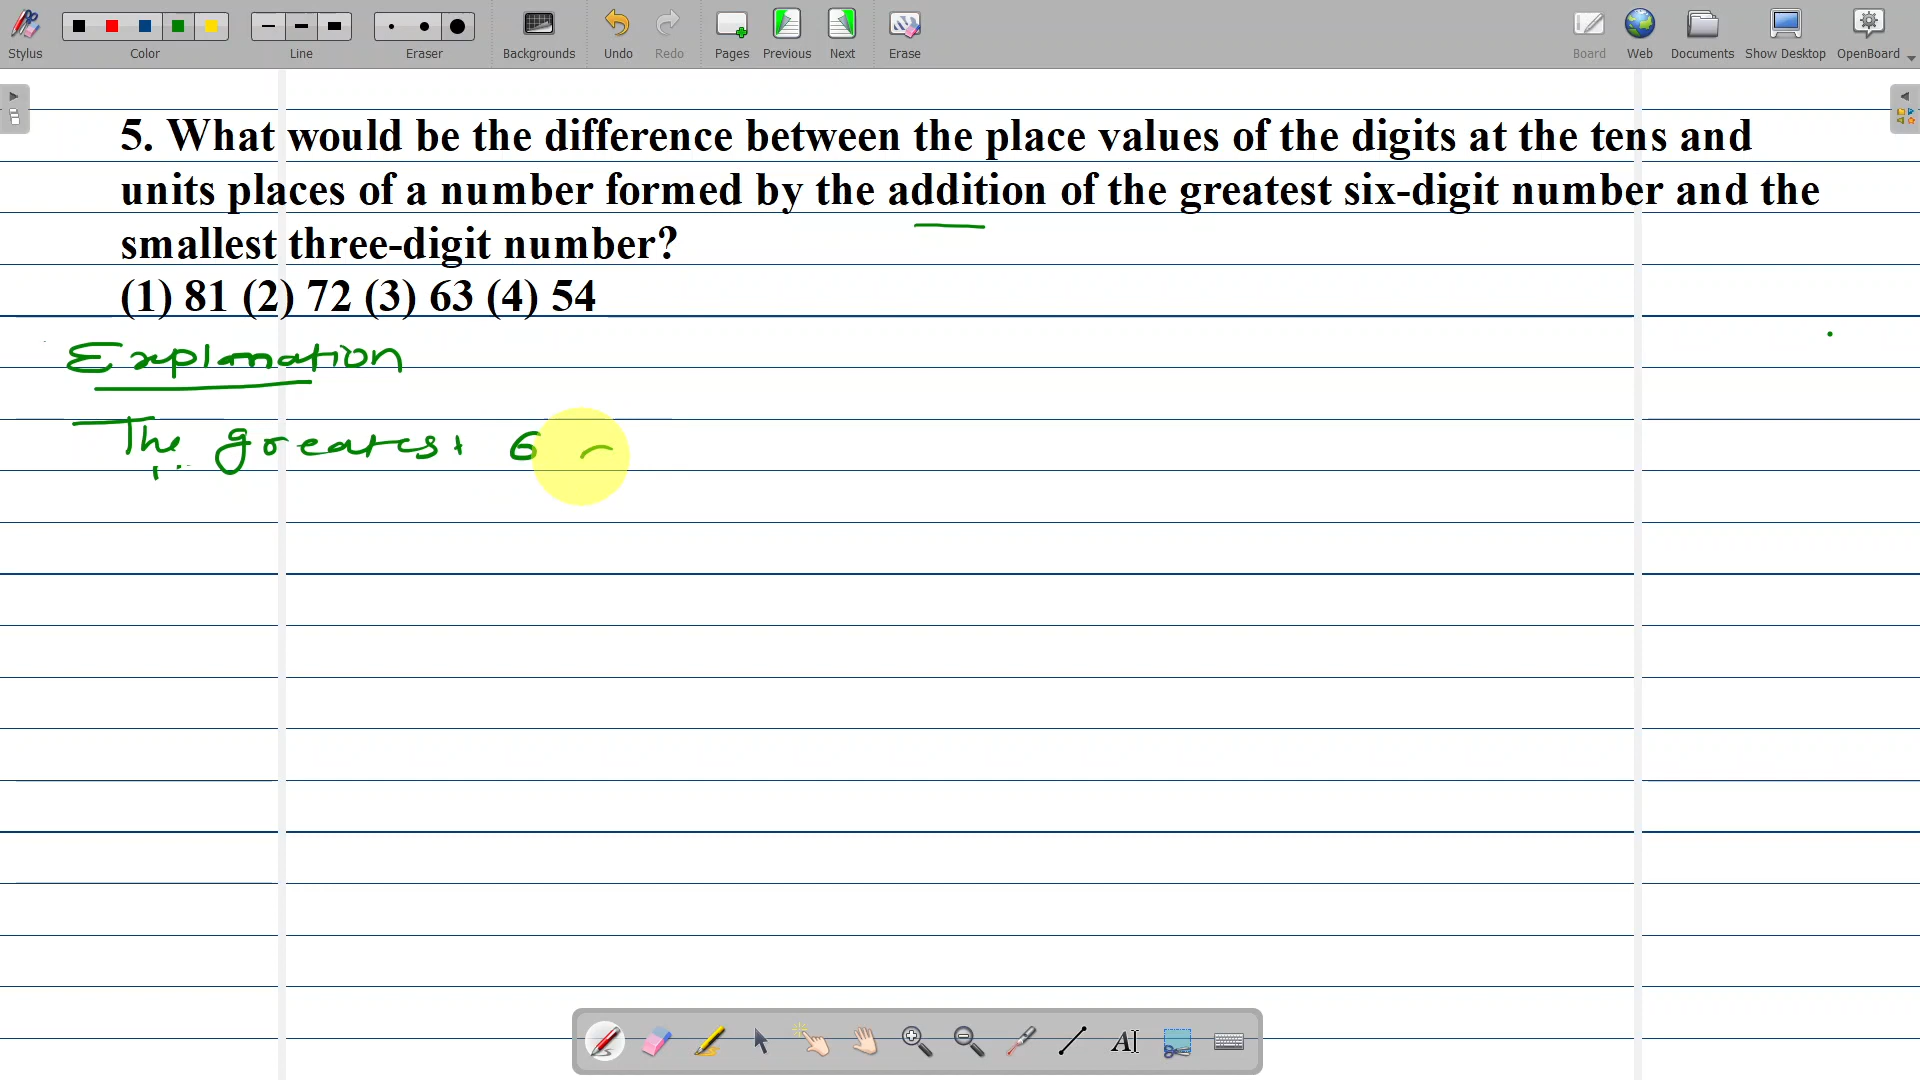 Stylus Color Line Eraser Backgrounds Undo Redo Pages Previous Next Erase Board Web Documents Show Desktop OpenBoard
5. What would be the difference between the place values of the digits at the tens and
units places of a number formed by the addition of the greatest six-digit number and the
smallest three-digit number?
(1) 81 (2) 72 (3) 63 (4) 54
Explanation
The greatest 6